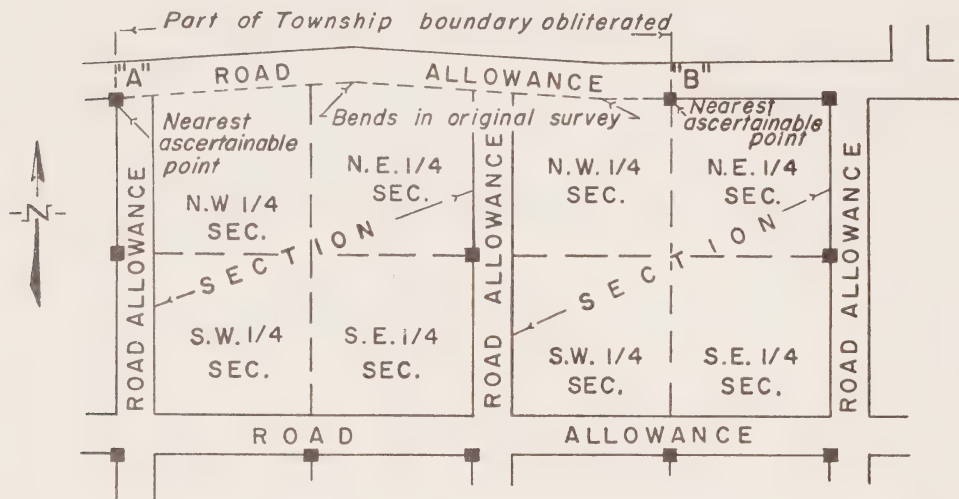 Part of Township boundary obliterated
"A"
ROAD ALLOWANCE
"B"
Nearest
ascertainable
point
Bends in original survey
Nearest
ascertainable
point
N.W 1/4
SEC.
N.E. 1/4
SEC.
N.W. 1/4
SEC.
N.E. 1/4
SEC.
N
SECTION
SECTION
ROAD ALLOWANCE
ROAD ALLOWANCE
ROAD ALLOWANCE
S.W. 1/4
SEC.
S.E. 1/4
SEC.
S.W. 1/4
SEC.
S.E. 1/4
SEC.
ROAD ALLOWANCE